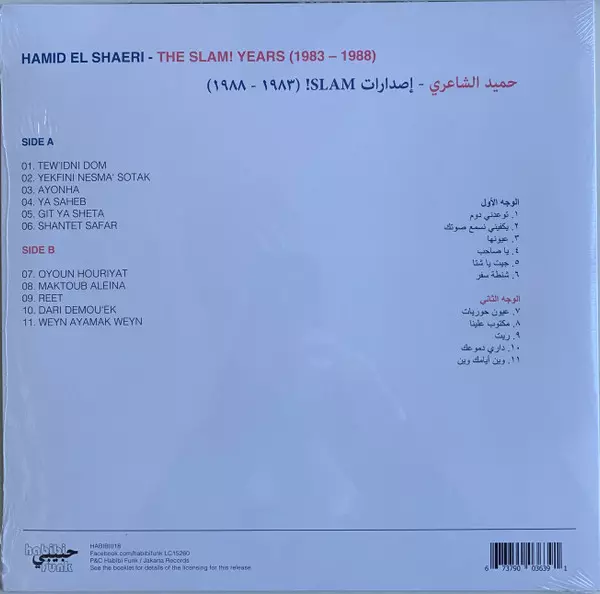 HAMID EL SHAERI - THE SLAM! YEARS (1983 – 1988)
حميد الشاعري - إصدارات SLAM! (١٩٨٣ - ١٩٨٨)
SIDE A
01. TEW'IDNI DOM
02. YEKFINI NESMA' SOTAK
03. AYONHA
04. YA SAHEB
05. GIT YA SHETA
06. SHANTET SAFAR
SIDE B
07. OYOUN HOURIYAT
08. MAKTOUB ALEINA
09. REET
10. DARI DEMOU'EK
11. WEYN AYAMAK WEYN
الوجه الأول
١. توعدني دوم
٢. يكفيني نسمع صوتك
٣. عيونها
٤. يا صاحب
٥. جيت يا شتا
٦. شنطة سفر
الوجه الثاني
٧. عيون حوريات
٨. مكتوب علينا
٩. ريت
١٠. داري دموعك
١١. وين أيامك وين
habibi
حبيبي
funk
HABIBI018
Facebook.com/habibifunk LC15260
P&C Habibi Funk / Jakarta Records
See the booklet for details of the licensing for this release.
6 73790 03639 1